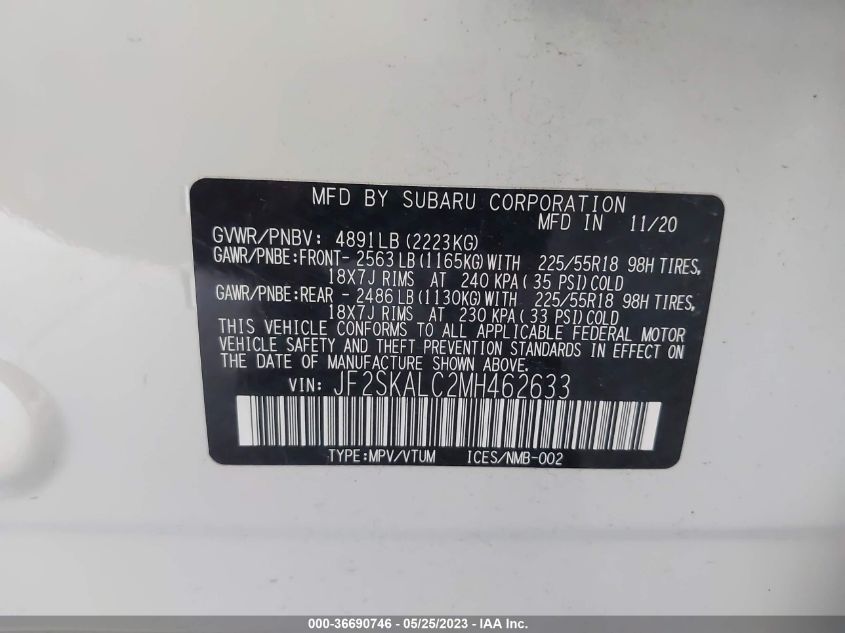 MFD BY SUBARU CORPORATION
MFD IN 11/20
GVWR/PNBV: 4891LB(2223KG)
GAWR/PNBE:FRONT- 2563LB(1165KG)WITH 225/55R18 98H TIRES,
18X7J RIMS AT 240 KPA(35 PSI)COLD
GAWR/PNBE:REAR - 2486LB(1130KG)WITH 225/55R18 98H TIRES,
18X7J RIMS AT 230 KPA(33 PSI)COLD
THIS VEHICLE CONFORMS TO ALL APPLICABLE FEDERAL MOTOR
VEHICLE SAFETY AND THEFT PREVENTION STANDARDS IN EFFECT ON
THE DATE OF MANUFACTURE SHOWN ABOVE.
VIN: JF2SKALC2MH462633
TYPE:MPV/VTUM ICES/NMB-002
000-36690746 / 05/25/2023 - IAA Inc.